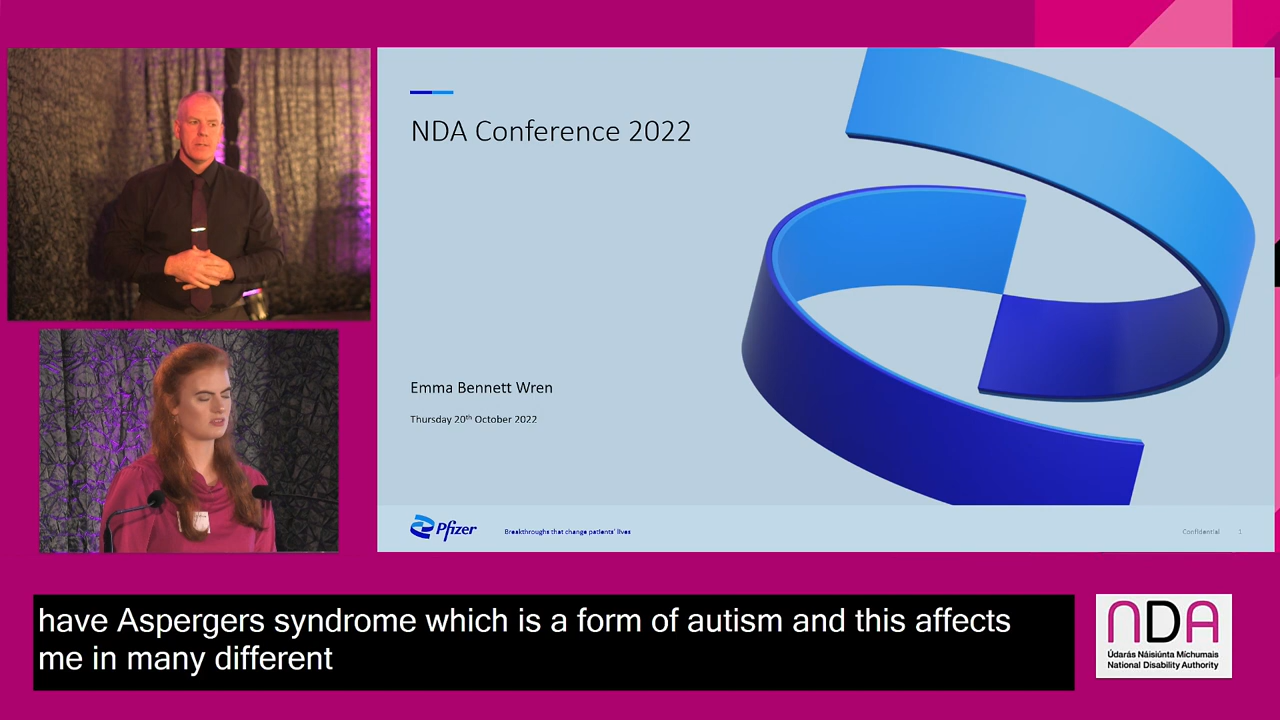 NDA Conference 2022
Emma Bennett Wren
Thursday 20th October 2022
Pfizer
Breakthroughs that change patients' lives
Confidential 1
have Aspergers syndrome which is a form of autism and this affects
me in many different
NDA
Údarás Náisiúnta Míchumais
National Disability Authority